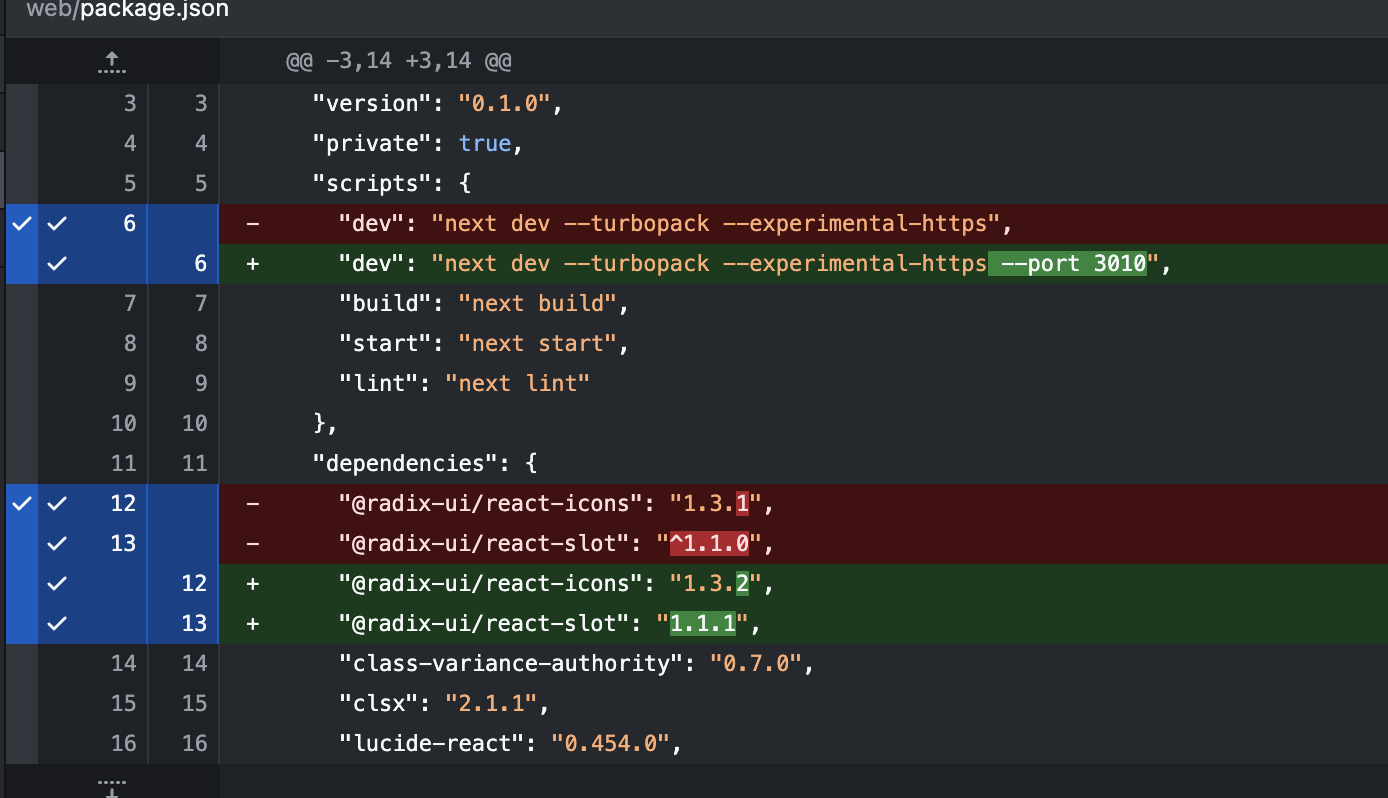 web/package.json
@@ -3,14 +3,14 @@
3 3 "version": "0.1.0",
4 4 "private": true,
5 5 "scripts": {
6 - "dev": "next dev --turbopack --experimental-https",
6 + "dev": "next dev --turbopack --experimental-https --port 3010",
7 7 "build": "next build",
8 8 "start": "next start",
9 9 "lint": "next lint"
10 10 },
11 11 "dependencies": {
12 - "@radix-ui/react-icons": "1.3.1",
13 - "@radix-ui/react-slot": "^1.1.0",
12 + "@radix-ui/react-icons": "1.3.2",
13 + "@radix-ui/react-slot": "1.1.1",
14 14 "class-variance-authority": "0.7.0",
15 15 "clsx": "2.1.1",
16 16 "lucide-react": "0.454.0",